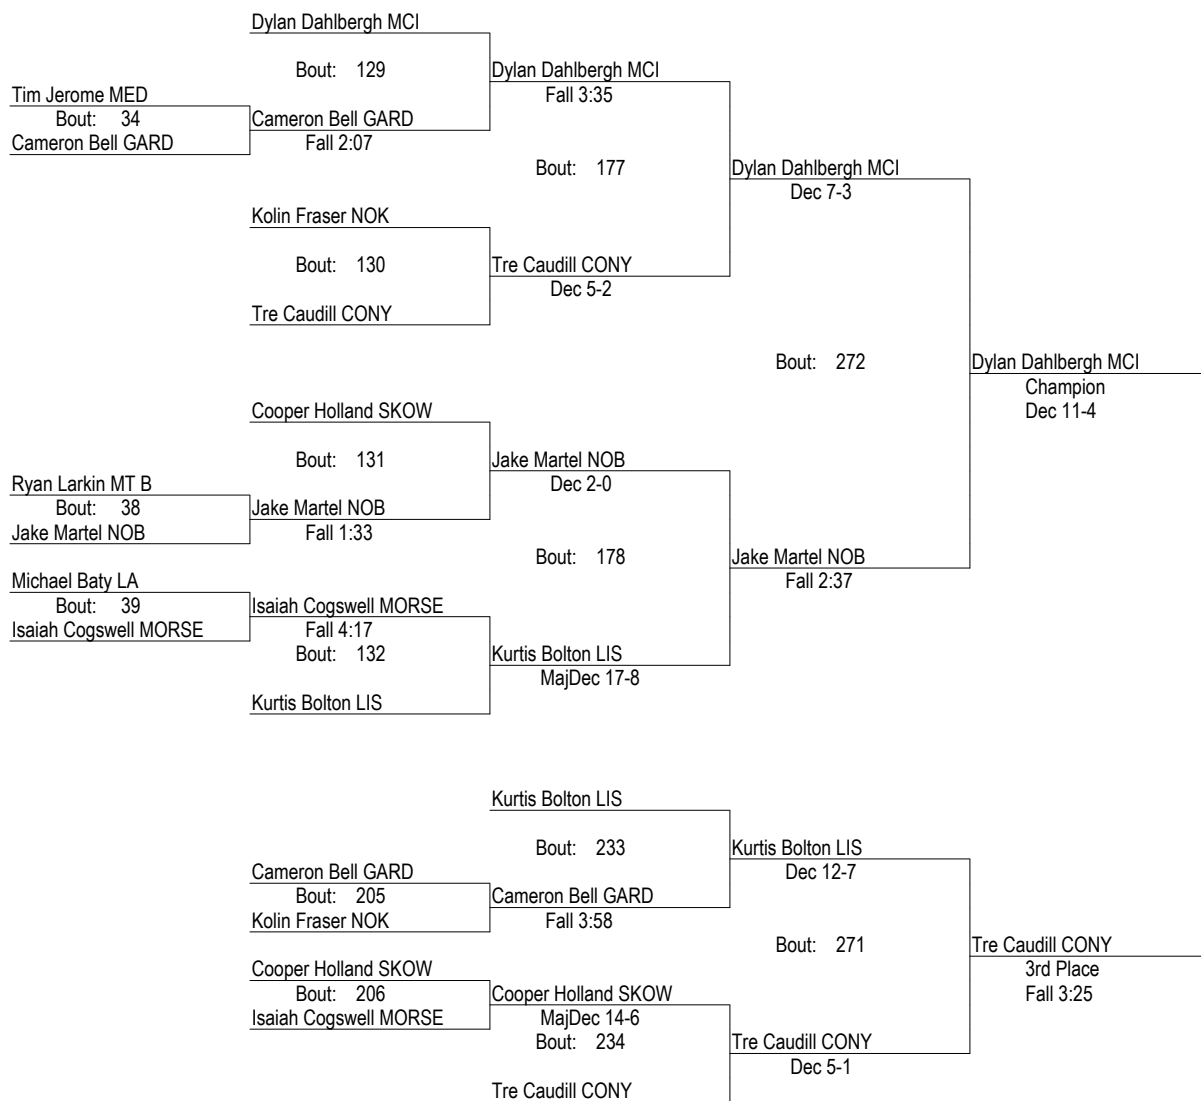 Dylan Dahlbergh MCI
Bout: 129
Dylan Dahlbergh MCI
Tim Jerome MED
Fall 3:35
Bout: 34
Cameron Bell GARD
Cameron Bell GARD
Fall 2:07
Bout: 177
Dylan Dahlbergh MCI
Dec 7-3
Kolin Fraser NOK
Bout: 130
Tre Caudill CONY
Dec 5-2
Tre Caudill CONY
Bout: 272
Dylan Dahlbergh MCI
Champion
Dec 11-4
Cooper Holland SKOW
Bout: 131
Jake Martel NOB
Dec 2-0
Ryan Larkin MT B
Bout: 38
Jake Martel NOB
Jake Martel NOB
Fall 1:33
Bout: 178
Jake Martel NOB
Fall 2:37
Michael Baty LA
Bout: 39
Isaiah Cogswell MORSE
Isaiah Cogswell MORSE
Fall 4:17
Bout: 132
Kurtis Bolton LIS
MajDec 17-8
Kurtis Bolton LIS
Kurtis Bolton LIS
Bout: 233
Kurtis Bolton LIS
Dec 12-7
Cameron Bell GARD
Bout: 205
Cameron Bell GARD
Kolin Fraser NOK
Fall 3:58
Bout: 271
Tre Caudill CONY
3rd Place
Fall 3:25
Cooper Holland SKOW
Bout: 206
Cooper Holland SKOW
Isaiah Cogswell MORSE
MajDec 14-6
Bout: 234
Tre Caudill CONY
Dec 5-1
Tre Caudill CONY